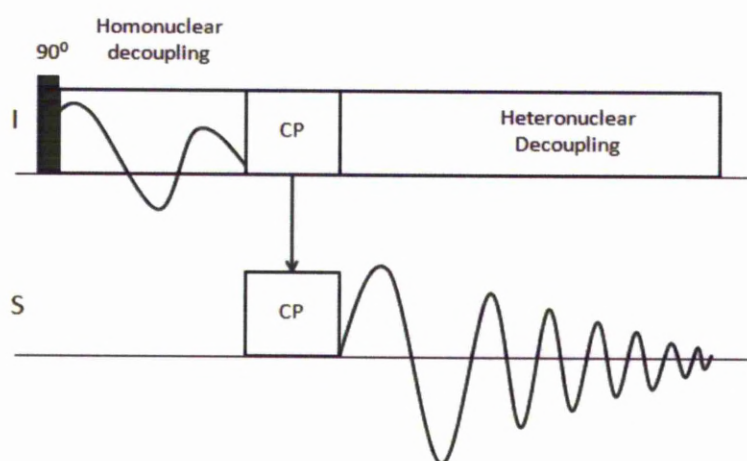 Homonuclear
decoupling
90⁰
I
CP
Heteronuclear
Decoupling
S
CP